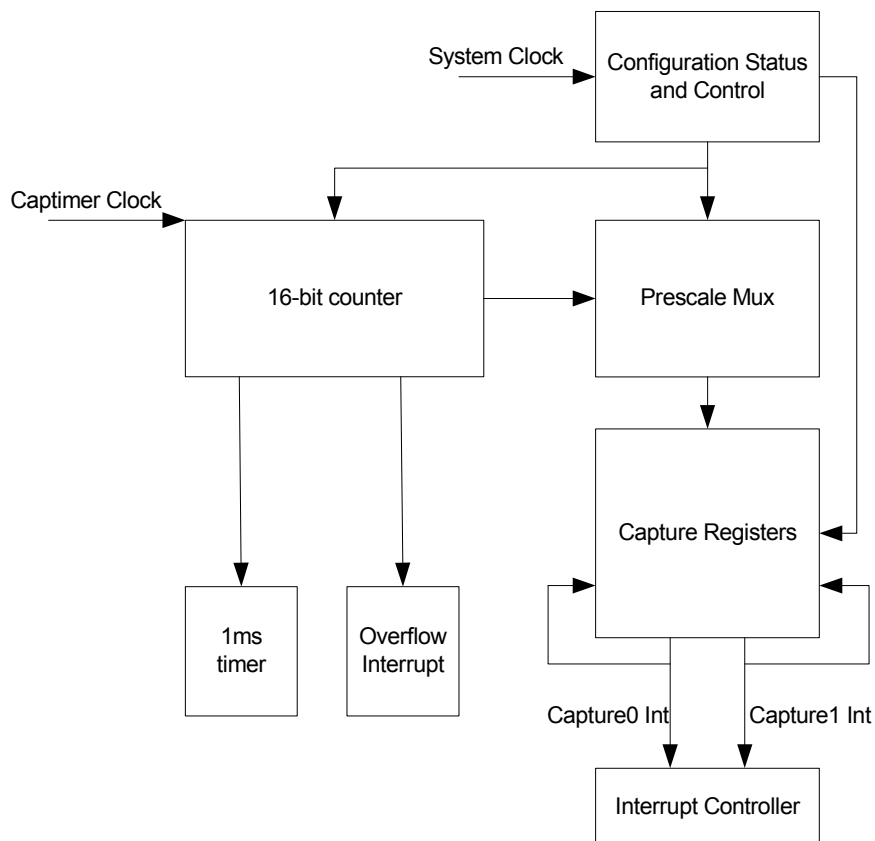 System Clock
Configuration Status
and Control
Captimer Clock
16-bit counter
Prescale Mux
Capture Registers
1ms
timer
Overflow
Interrupt
Capture0 Int
Capture1 Int
Interrupt Controller